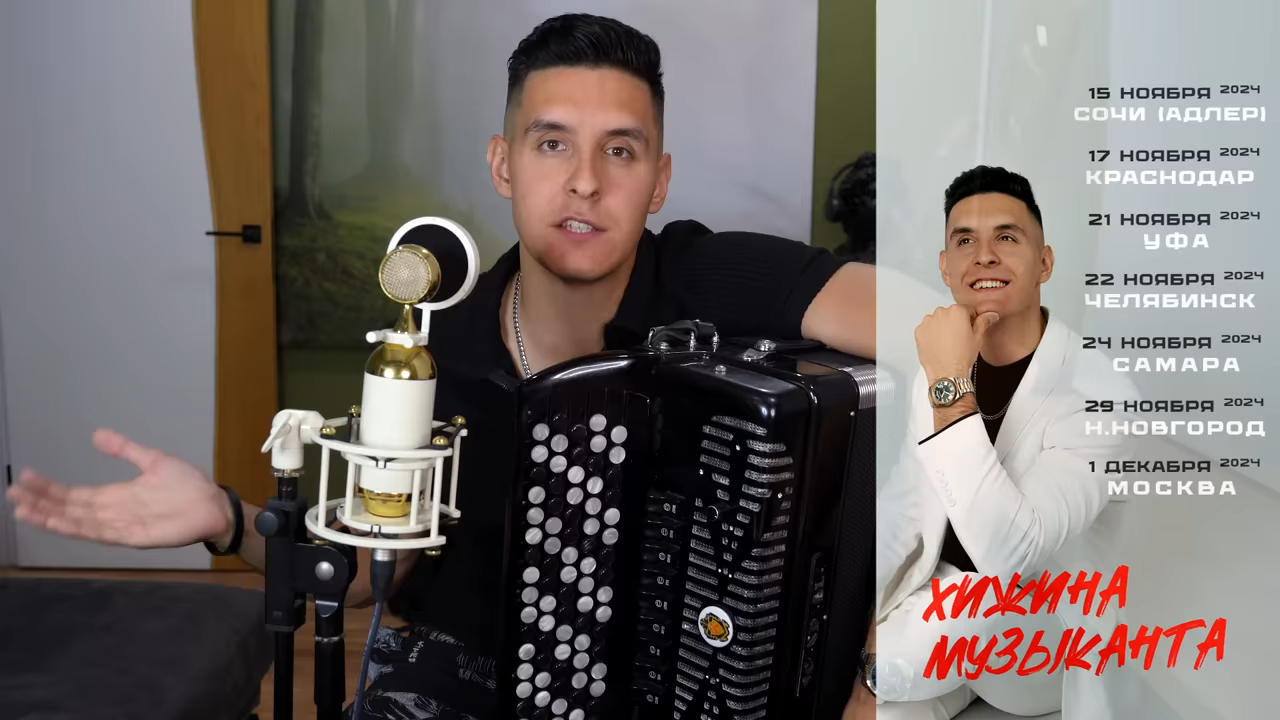 15 НОЯБРЯ 2024
СОЧИ (АДЛЕР)
17 НОЯБРЯ 2024
КРАСНОДАР
21 НОЯБРЯ 2024
УФА
22 НОЯБРЯ 2024
ЧЕЛЯБИНСК
24 НОЯБРЯ 2024
САМАРА
29 НОЯБРЯ 2024
Н.НОВГОРОД
1 ДЕКАБРЯ 2024
МОСКВА
ХИЖИНА
МУЗЫКАНТА